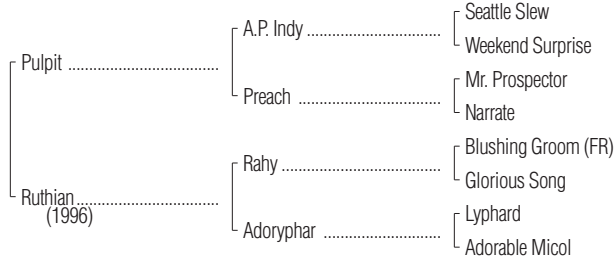 Seattle Slew
A.P. Indy
Weekend Surprise
Pulpit
Mr. Prospector
Preach
Narrate
Blushing Groom (FR)
Rahy
Glorious Song
Ruthian
(1996)
Lyphard
Adoryphar
Adorable Micol